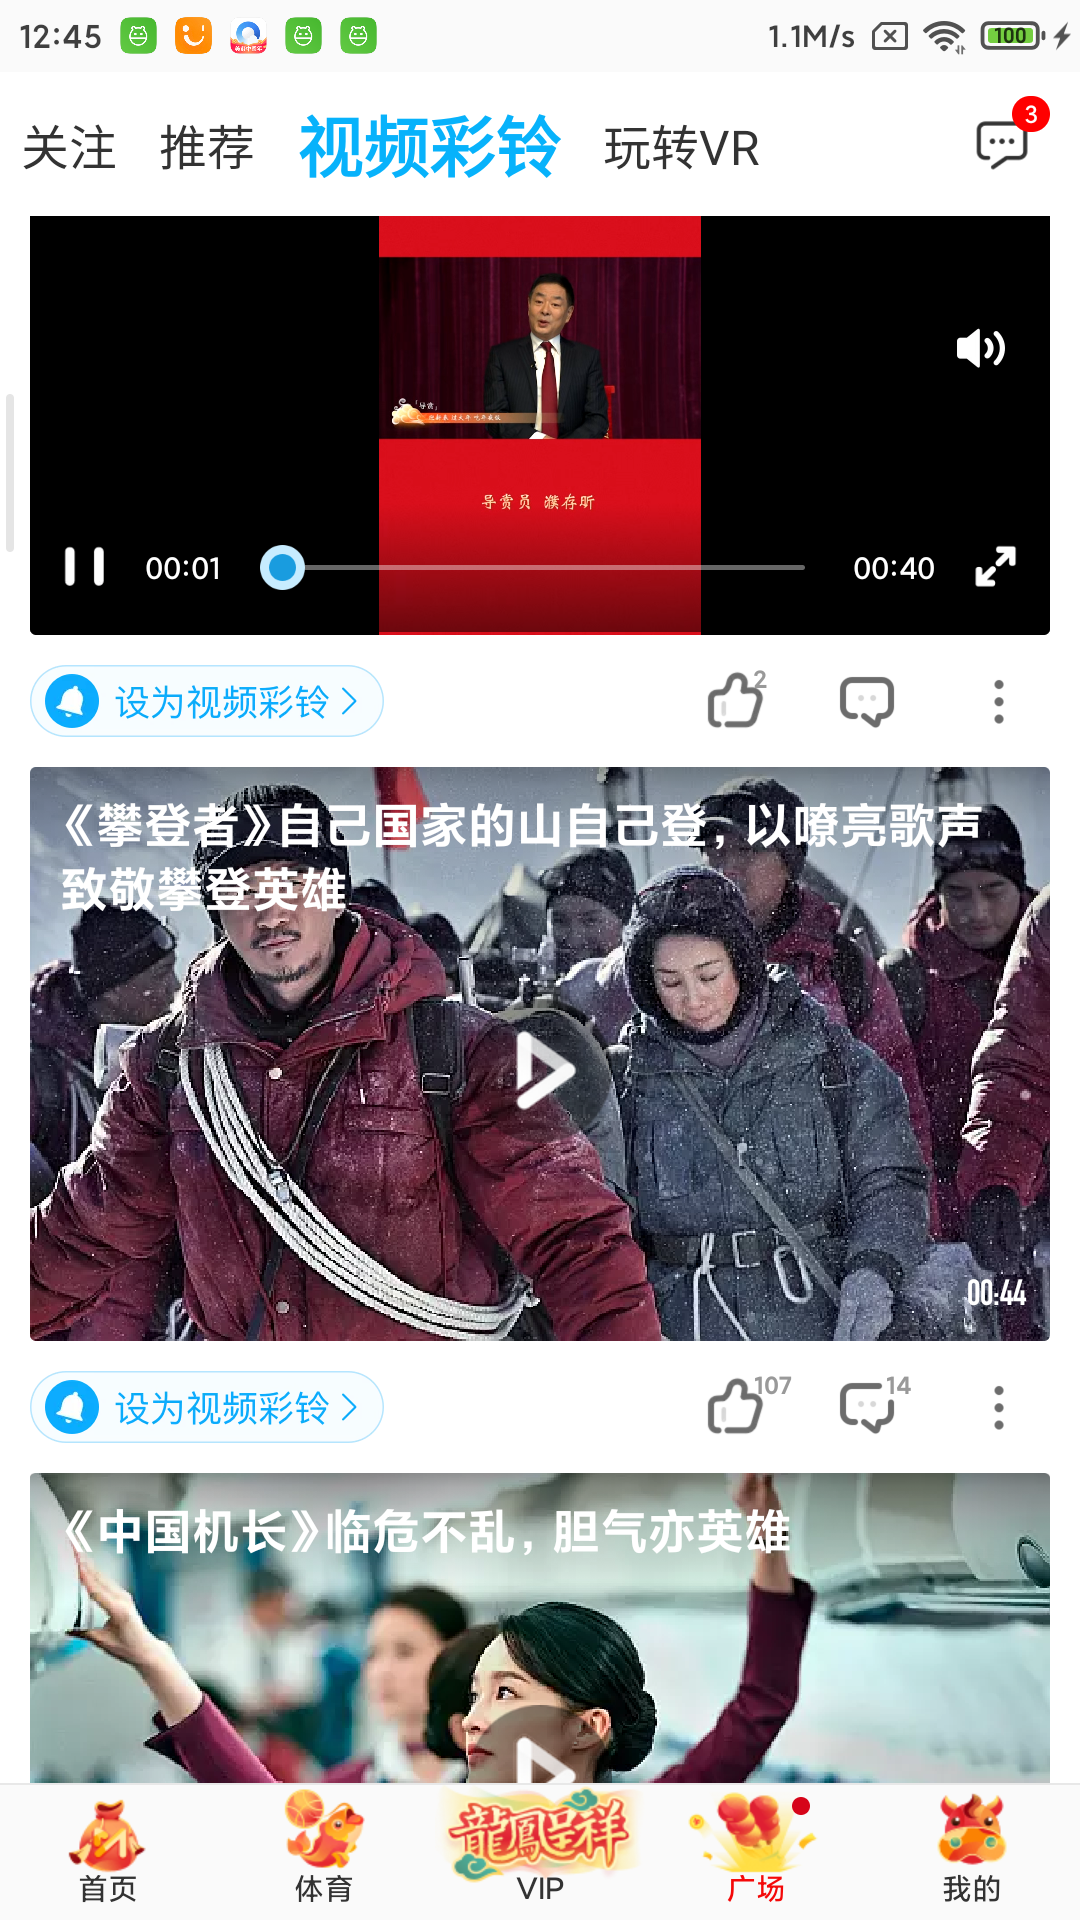 12:45
1.1M/s
100
关注 推荐 视频彩铃 玩转VR
3
「导赏」
导赏员 濮存昕
00:01
00:40
设为视频彩铃
2
《攀登者》自己国家的山自己登，以嘹亮歌声
致敬攀登英雄
00:44
设为视频彩铃
107
14
《中国机长》临危不乱，胆气亦英雄
龍鳳呈祥
首页
体育
VIP
广场
我的